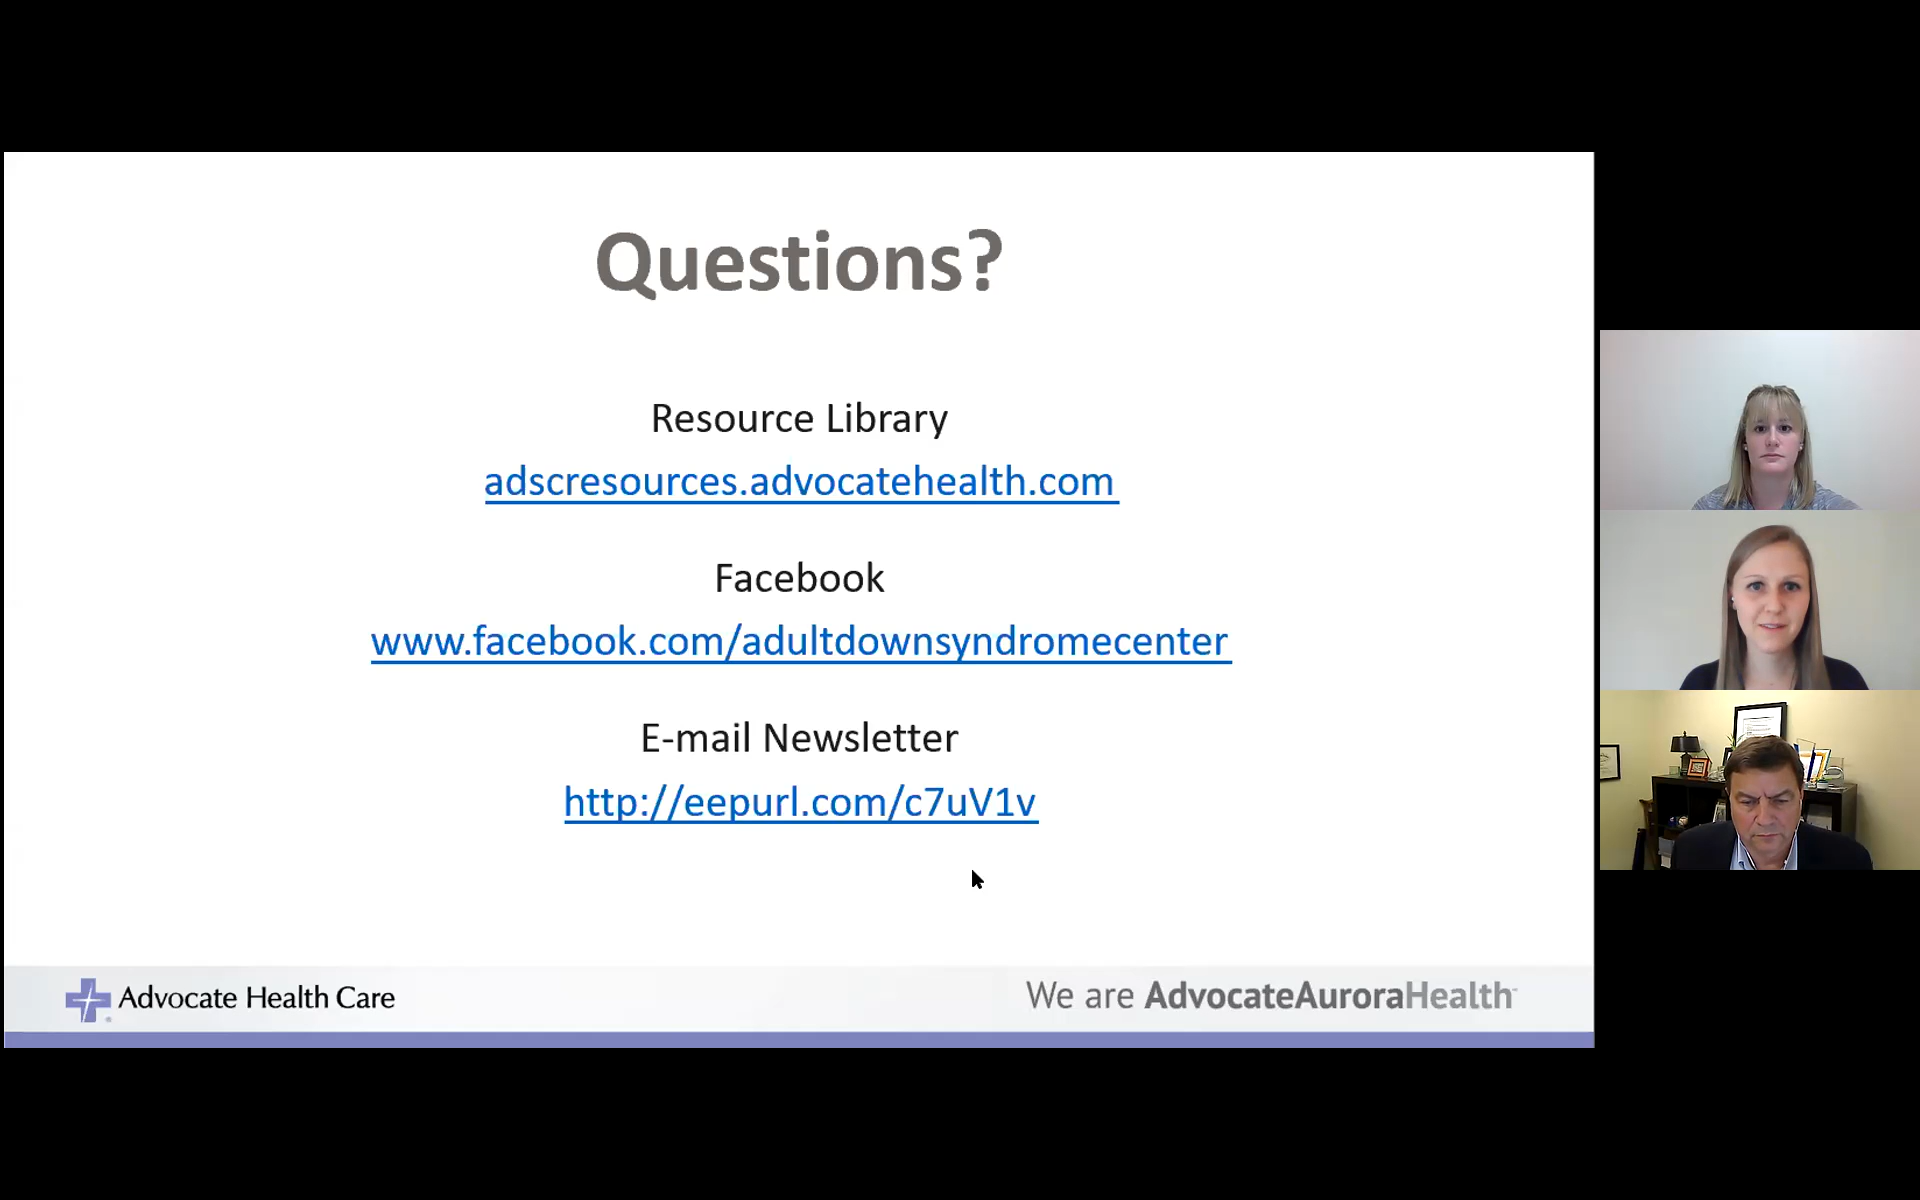 Questions?
Resource Library
adscresources.advocatehealth.com
Facebook
www.facebook.com/adultdownsyndromecenter
E-mail Newsletter
http://eepurl.com/c7uV1v
Advocate Health Care
We are AdvocateAuroraHealth